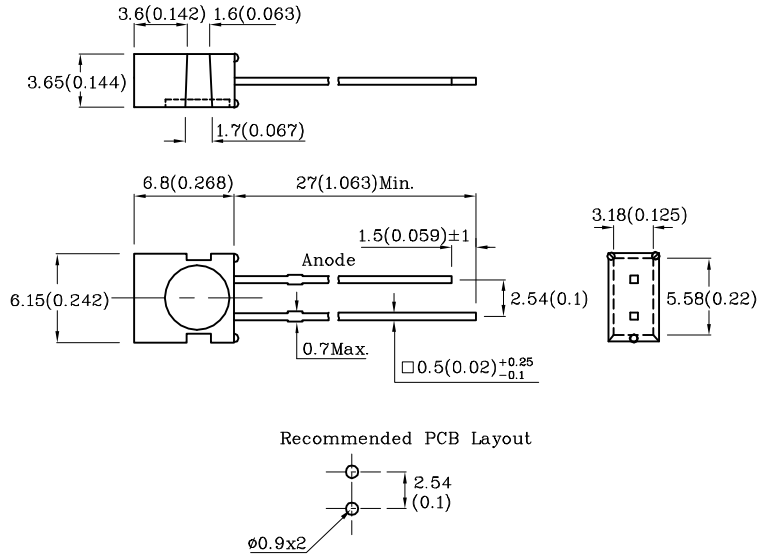 3.6(0.142)
1.6(0.063)
3.65(0.144)
1.7(0.067)
6.8(0.268)
27(1.063)Min.
3.18(0.125)
1.5(0.059)±1
Anode
6.15(0.242)
2.54(0.1)
5.58(0.22)
0.7Max.
□0.5(0.02)+0.25
-0.1
Recommended PCB Layout
2.54
(0.1)
ø0.9x2